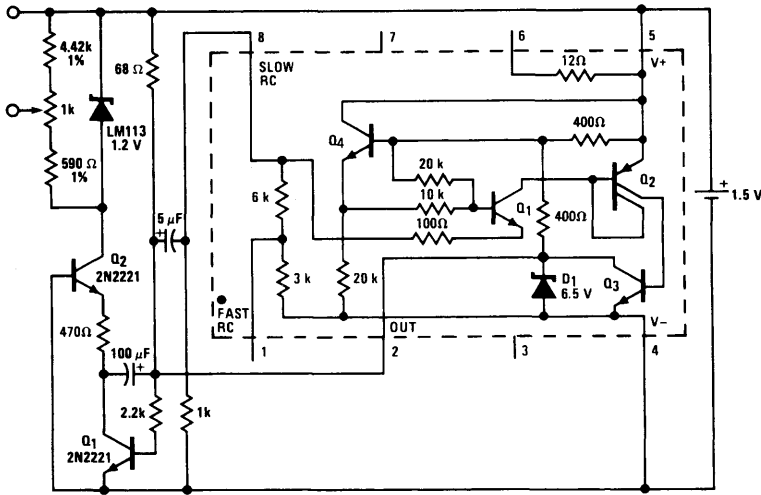 8
7
6
5
4.42k
1%
68 Ω
SLOW
RC
12Ω
V+
1k
LM113
1.2 V
Q4
400Ω
590 Ω
1%
20 k
Q2
6 k
10 k
Q1
5 µF
+
100Ω
400Ω
+
1.5 V
Q2
2N2221
3 k
20 k
D1
6.5 V
Q3
470Ω
FAST
RC
OUT
V−
100 µF
+
1
2
3
4
2.2k
1k
Q1
2N2221